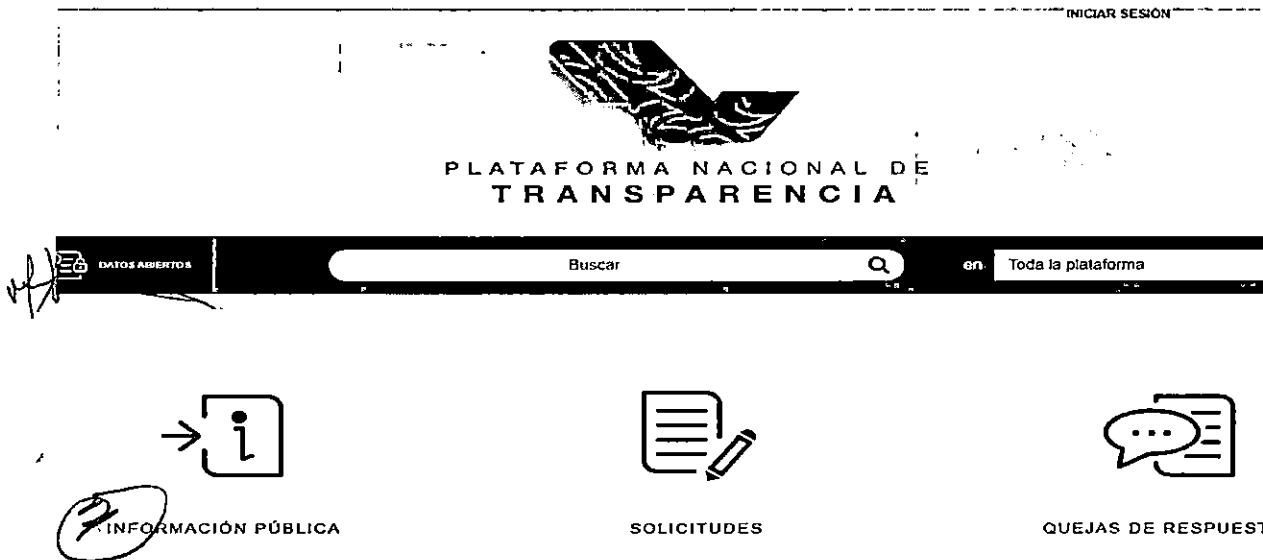 INICIAR SESIÓN
PLATAFORMA NACIONAL DE
TRANSPARENCIA
DATOS ABIERTOS
Buscar
en
Toda la plataforma
INFORMACIÓN PÚBLICA
SOLICITUDES
QUEJAS DE RESPUEST